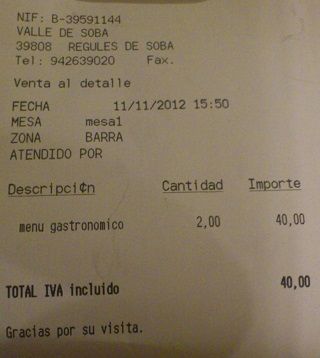 NIF: B-39591144
VALLE DE SOBA
39808 REGULES DE SOBA
Tel: 942639020 Fax.
Venta al detalle
FECHA 11/11/2012 15:50
MESA mesa1
ZONA BARRA
ATENDIDO POR
Descripci¢n Cantidad Importe
menu gastronomico 2,00 40,00
TOTAL IVA incluido 40,00
Gracias por su visita.